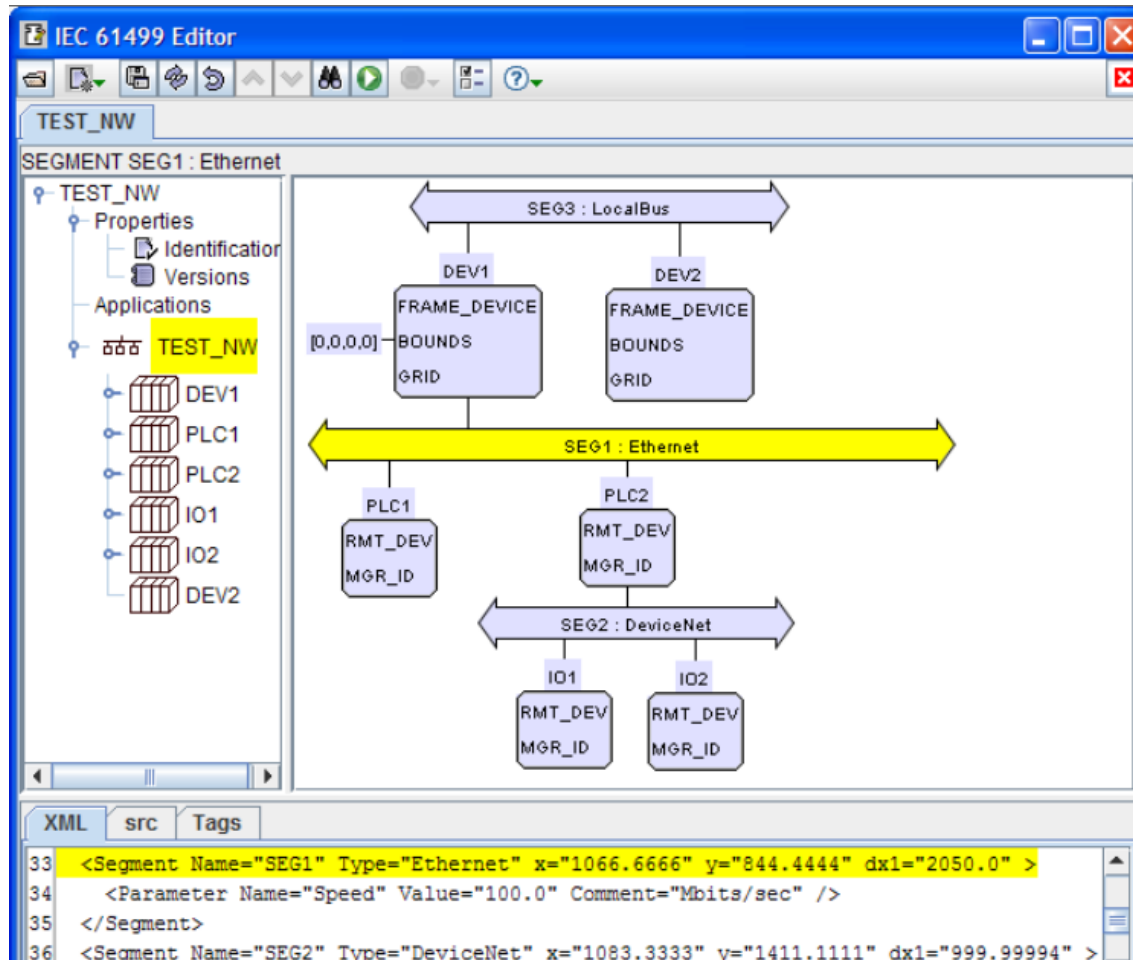 IEC 61499 Editor
TEST_NW
SEGMENT SEG1 : Ethernet
TEST_NW
Properties
Identification
Versions
Applications
TEST_NW
DEV1
PLC1
PLC2
IO1
IO2
DEV2
SEG3 : LocalBus
DEV1
DEV2
FRAME_DEVICE
BOUNDS
GRID
[0,0,0,0]
FRAME_DEVICE
BOUNDS
GRID
SEG1 : Ethernet
PLC1
RMT_DEV
MGR_ID
PLC2
RMT_DEV
MGR_ID
SEG2 : DeviceNet
IO1
RMT_DEV
MGR_ID
IO2
RMT_DEV
MGR_ID
XML src Tags
33 <Segment Name="SEG1" Type="Ethernet" x="1066.6666" y="844.4444" dx1="2050.0" >
34 <Parameter Name="Speed" Value="100.0" Comment="Mbits/sec" />
35 </Segment>
36 <Segment Name="SEG2" Type="DeviceNet" x="1083.3333" y="1411.1111" dx1="999.99994" >